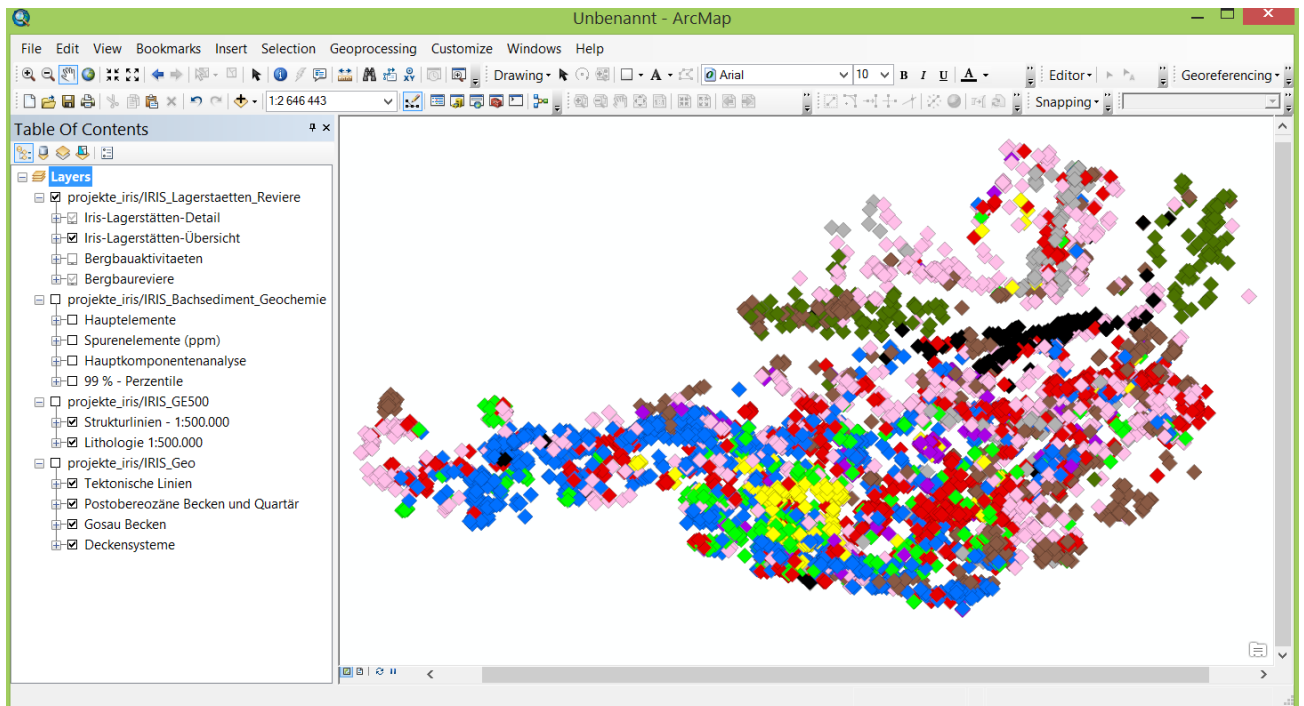 Unbenannt - ArcMap
File Edit View Bookmarks Insert Selection Geoprocessing Customize Windows Help
Drawing A Arial 10 B I U A Editor Georeferencing
1:2 646 443 Snapping
Table Of Contents
Layers
projekte_iris/IRIS_Lagerstaetten_Reviere
Iris-Lagerstätten-Detail
Iris-Lagerstätten-Übersicht
Bergbauaktivitaeten
Bergbaureviere
projekte_iris/IRIS_Bachsediment_Geochemie
Hauptelemente
Spurenelemente (ppm)
Hauptkomponentenanalyse
99 % - Perzentile
projekte_iris/IRIS_GE500
Strukturlinien - 1:500.000
Lithologie 1:500.000
projekte_iris/IRIS_Geo
Tektonische Linien
Postobereozäne Becken und Quartär
Gosau Becken
Deckensysteme